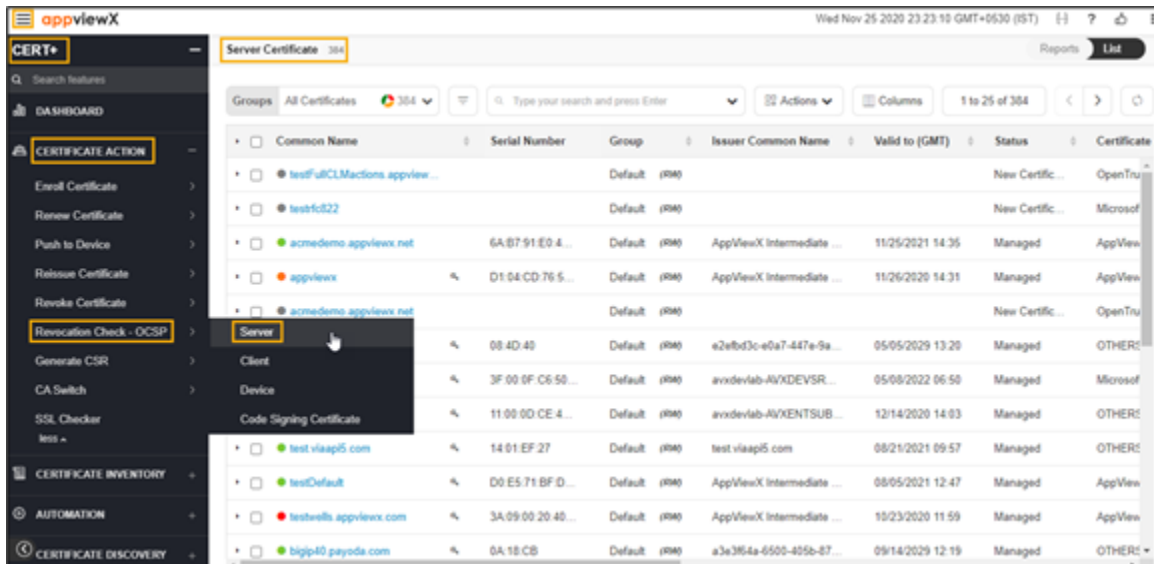 appviewX Wed Nov 25 2020 23:23:10 GMT+0530 (IST) ?
CERT+
Search features
DASHBOARD
CERTIFICATE ACTION
Enroll Certificate
Renew Certificate
Push to Device
Reissue Certificate
Revoke Certificate
Revocation Check - OCSP
Generate CSR
CA Switch
SSL Checker
less
CERTIFICATE INVENTORY
AUTOMATION
CERTIFICATE DISCOVERY
Server
Client
Device
Code Signing Certificate
Server Certificate 384 Reports List
Groups All Certificates 384 Type your search and press Enter Actions Columns 1 to 25 of 384
Common Name Serial Number Group Issuer Common Name Valid to (GMT) Status Certificate
testFullCLMactions.appview... Default (RW) New Certific... OpenTru
testrfc822 Default (RW) New Certific... Microsof
acmedemo.appviewx.net 6A:B7:91:E0:4... Default (RW) AppViewX Intermediate ... 11/25/2021 14:35 Managed AppView
appviewx D1:04:CD:76:5... Default (RW) AppViewX Intermediate ... 11/26/2020 14:31 Managed AppView
acmedemo.appviewx.net Default (RW) New Certific... OpenTru
08:4D:40 Default (RW) e2efbd3c-e0a7-447e-9a... 05/05/2029 13:20 Managed OTHERS
3F:00:0F:C6:50... Default (RW) avxdevlab-AVXDEVSR... 05/08/2022 06:50 Managed Microsof
11:00:0D:CE:4... Default (RW) avxdevlab-AVXENTSUB... 12/14/2020 14:03 Managed OTHERS
test.viaapi5.com 14:01:EF:27 Default (RW) test.viaapi5.com 08/21/2021 09:57 Managed OTHERS
testDefault D0:E5:71:BF:D... Default (RW) AppViewX Intermediate ... 08/05/2021 12:47 Managed AppView
testwells.appviewx.com 3A:09:00:20:40... Default (RW) AppViewX Intermediate ... 10/23/2020 11:59 Managed AppView
bigip40.payoda.com 0A:18:CB Default (RW) a3e3f64a-6500-405b-87... 09/14/2029 12:19 Managed OTHERS